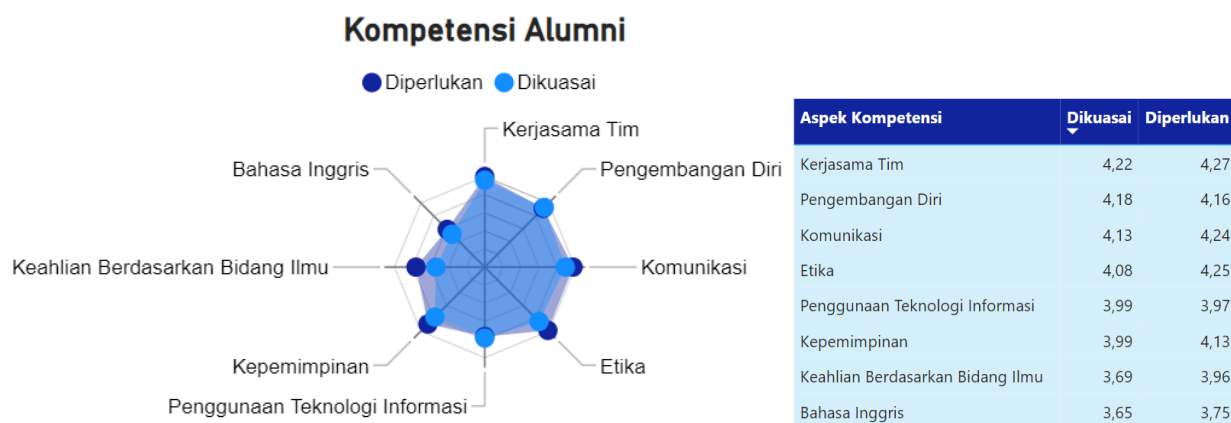 Kompetensi Alumni
Diperlukan Dikuasai
Kerjasama Tim
Bahasa Inggris
Pengembangan Diri
Keahlian Berdasarkan Bidang Ilmu
Komunikasi
Kepemimpinan
Etika
Penggunaan Teknologi Informasi
Aspek Kompetensi Dikuasai Diperlukan
Kerjasama Tim 4,22 4,27
Pengembangan Diri 4,18 4,16
Komunikasi 4,13 4,24
Etika 4,08 4,25
Penggunaan Teknologi Informasi 3,99 3,97
Kepemimpinan 3,99 4,13
Keahlian Berdasarkan Bidang Ilmu 3,69 3,96
Bahasa Inggris 3,65 3,75